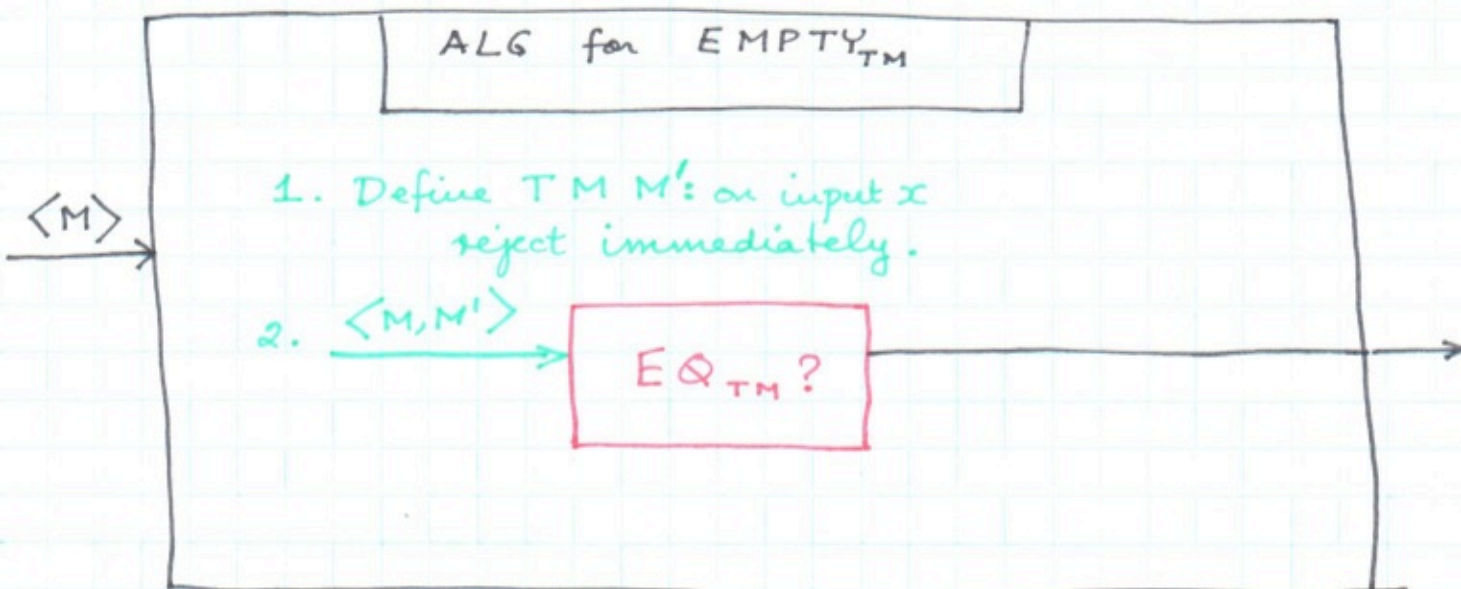 ALG for EMPTY_TM
1. Define TM M': on input x
reject immediately.
⟨M⟩
2. ⟨M, M'⟩
EQ_TM?